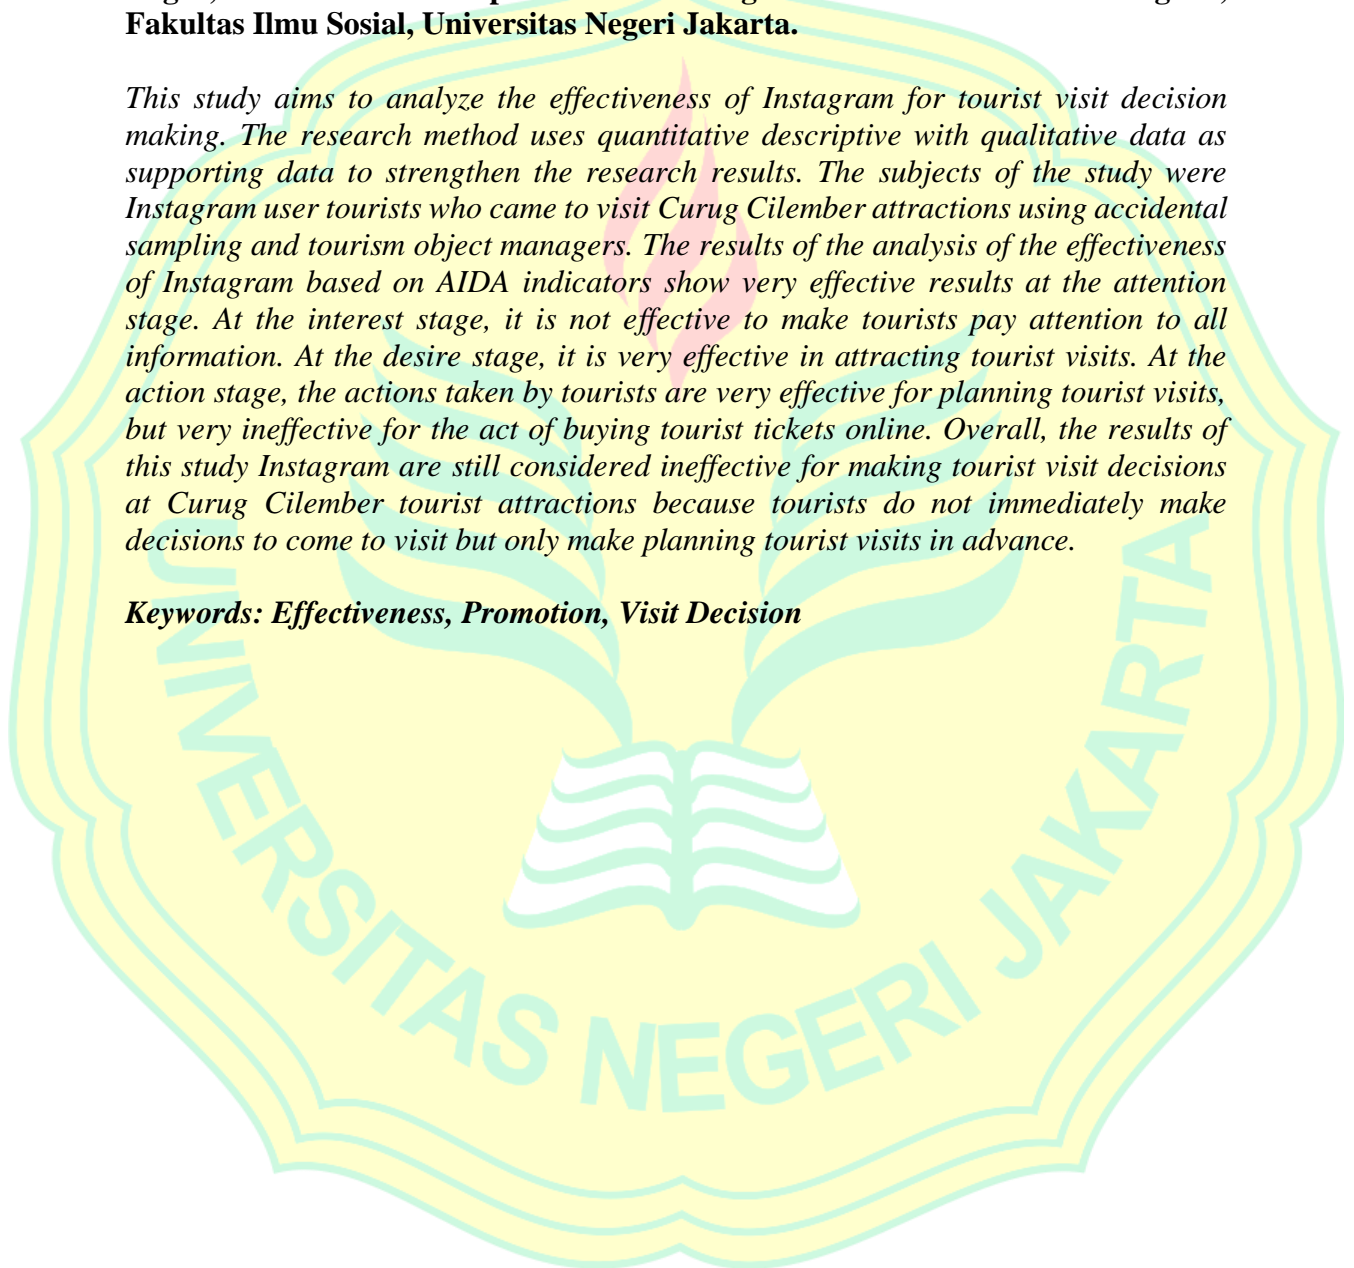 Fakultas Ilmu Sosial, Universitas Negeri Jakarta.
This study aims to analyze the effectiveness of Instagram for tourist visit decision
making. The research method uses quantitative descriptive with qualitative data as
supporting data to strengthen the research results. The subjects of the study were
Instagram user tourists who came to visit Curug Cilember attractions using accidental
sampling and tourism object managers. The results of the analysis of the effectiveness
of Instagram based on AIDA indicators show very effective results at the attention
stage. At the interest stage, it is not effective to make tourists pay attention to all
information. At the desire stage, it is very effective in attracting tourist visits. At the
action stage, the actions taken by tourists are very effective for planning tourist visits,
but very ineffective for the act of buying tourist tickets online. Overall, the results of
this study Instagram are still considered ineffective for making tourist visit decisions
at Curug Cilember tourist attractions because tourists do not immediately make
decisions to come to visit but only make planning tourist visits in advance.
Keywords: Effectiveness, Promotion, Visit Decision
UNIVERSITAS NEGERI JAKARTA